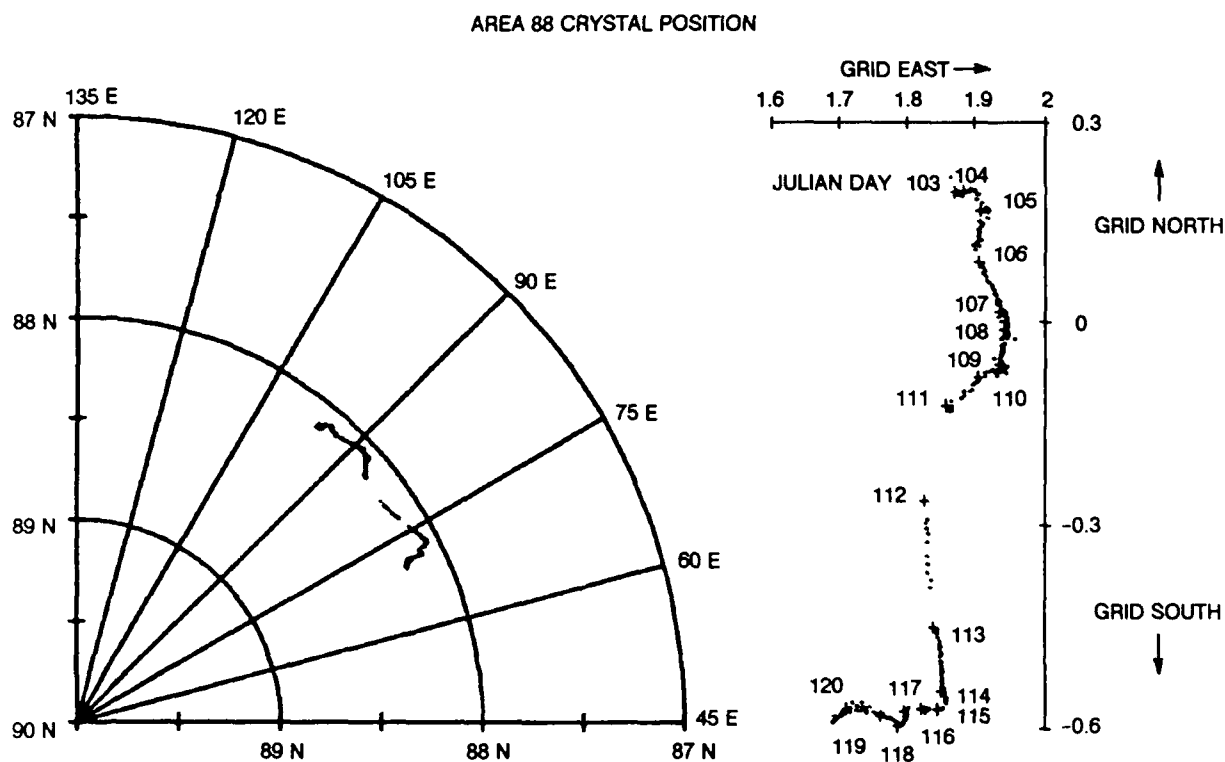 AREA 88 CRYSTAL POSITION
135 E
87 N
120 E
105 E
90 E
88 N
75 E
89 N
60 E
90 N
89 N
88 N
87 N
45 E
GRID EAST
1.6 1.7 1.8 1.9 2
0.3
JULIAN DAY 103 104
105
GRID NORTH
106
107
0
108
109
111 110
112
-0.3
GRID SOUTH
113
120 117 114
115
-0.6
119 118 116